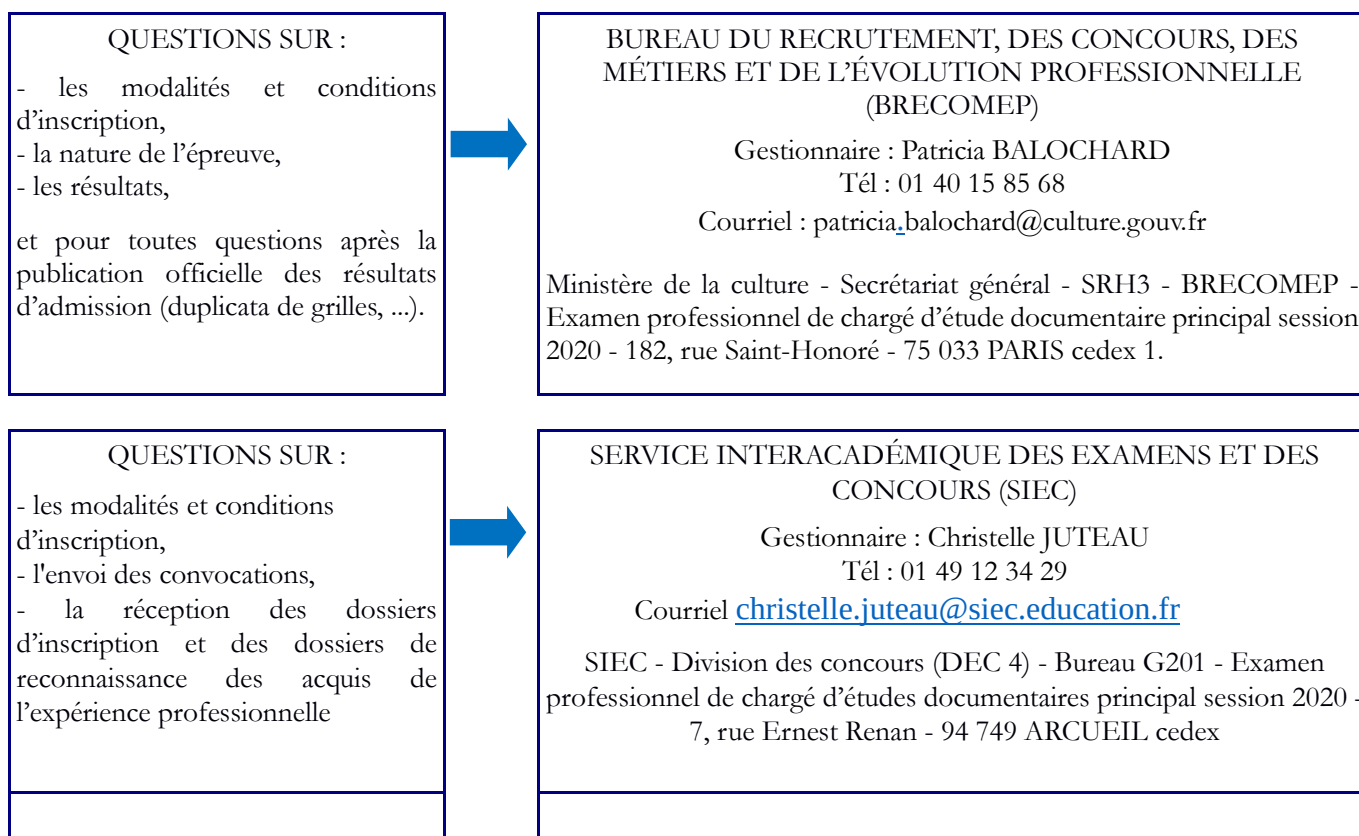 QUESTIONS SUR :
- les modalités et conditions
d’inscription,
- la nature de l’épreuve,
- les résultats,
et pour toutes questions après la
publication officielle des résultats
d’admission (duplicata de grilles, ...).
BUREAU DU RECRUTEMENT, DES CONCOURS, DES
MÉTIERS ET DE L’ÉVOLUTION PROFESSIONNELLE
(BRECOMEP)
Gestionnaire : Patricia BALOCHARD
Tél : 01 40 15 85 68
Courriel : patricia.balochard@culture.gouv.fr
Ministère de la culture - Secrétariat général - SRH3 - BRECOMEP -
Examen professionnel de chargé d’étude documentaire principal session
2020 - 182, rue Saint-Honoré - 75 033 PARIS cedex 1.
QUESTIONS SUR :
- les modalités et conditions
d’inscription,
- l'envoi des convocations,
- la réception des dossiers
d’inscription et des dossiers de
reconnaissance des acquis de
l’expérience professionnelle
SERVICE INTERACADÉMIQUE DES EXAMENS ET DES
CONCOURS (SIEC)
Gestionnaire : Christelle JUTEAU
Tél : 01 49 12 34 29
Courriel christelle.juteau@siec.education.fr
SIEC - Division des concours (DEC 4) - Bureau G201 - Examen
professionnel de chargé d’études documentaires principal session 2020 -
7, rue Ernest Renan - 94 749 ARCUEIL cedex